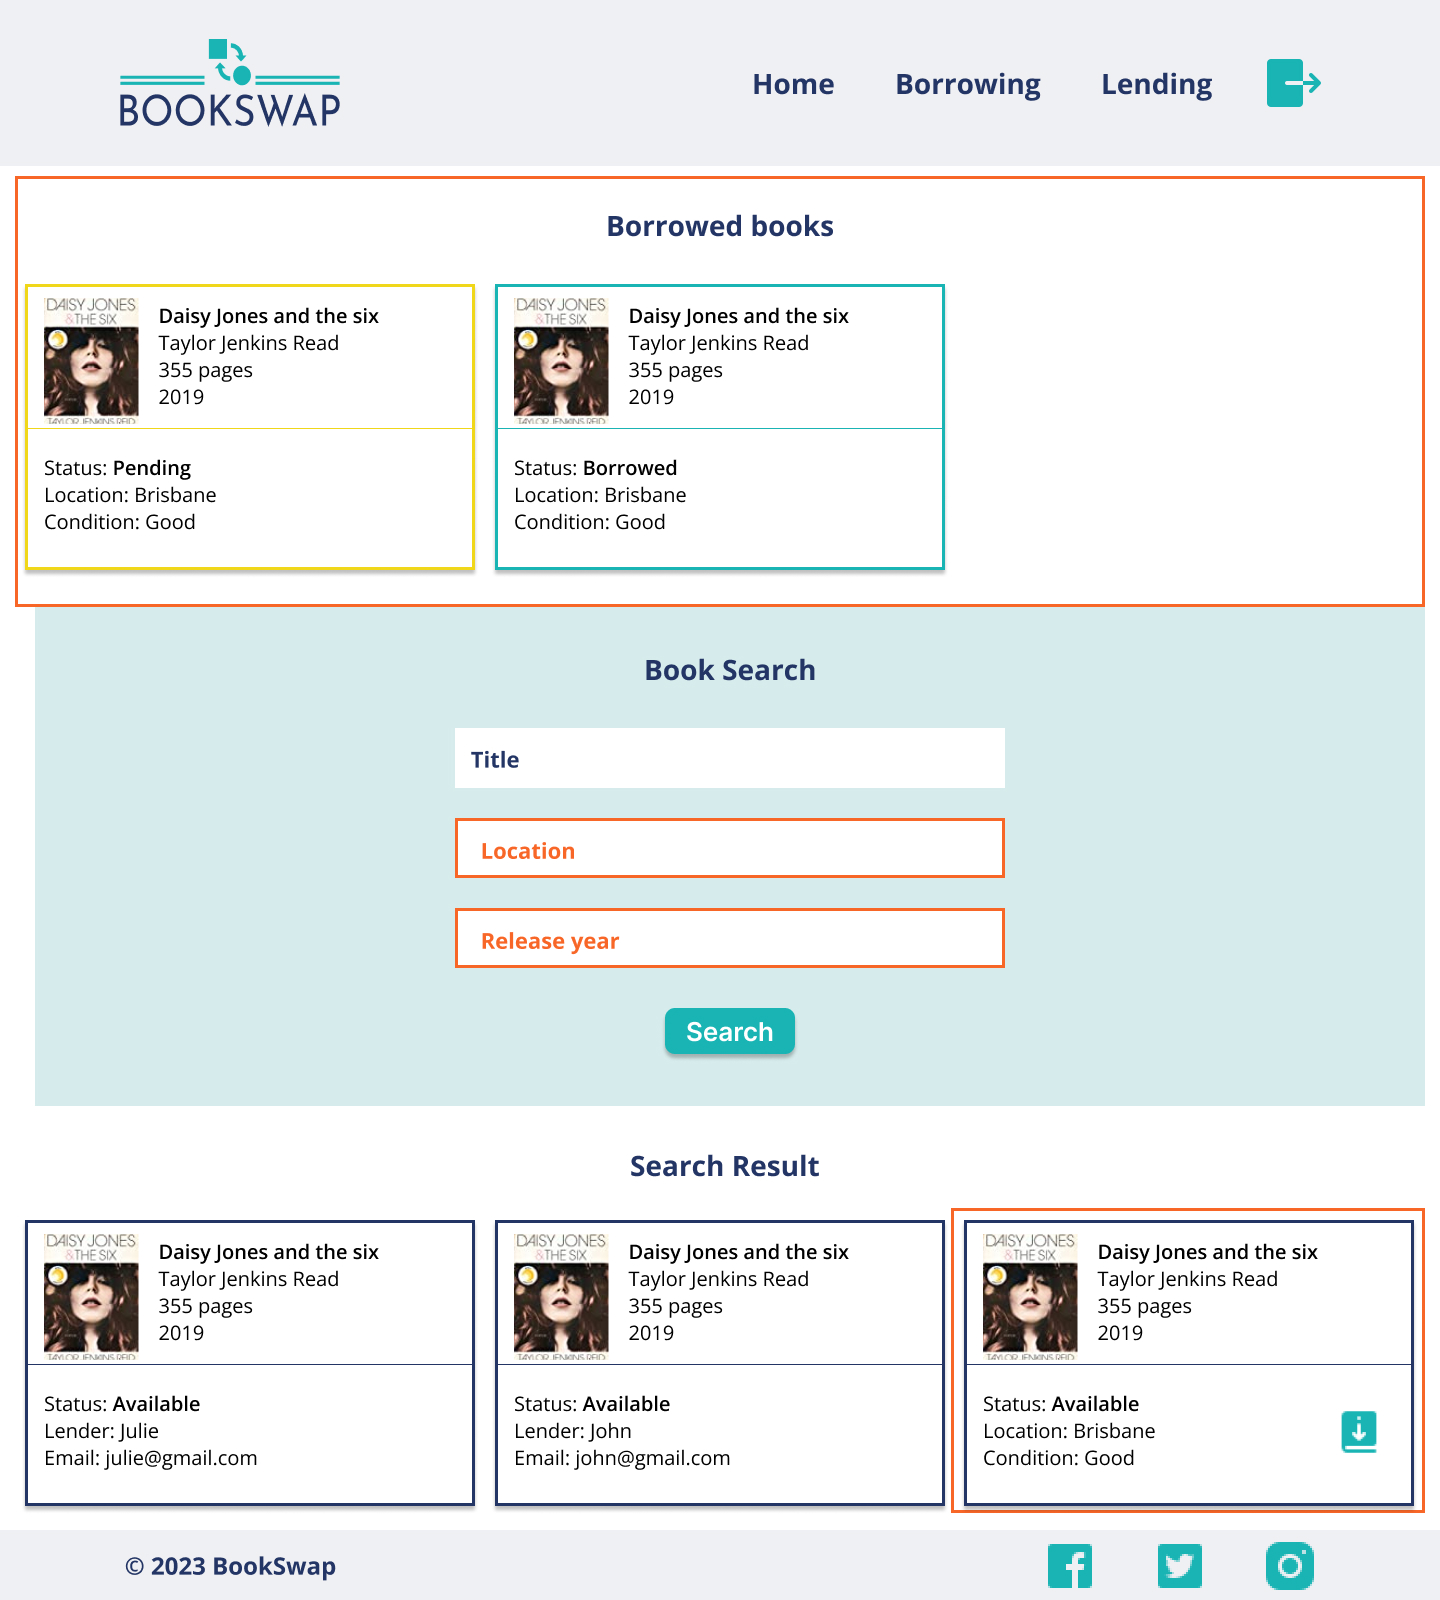 BOOKSWAP
Home
Borrowing
Lending
Borrowed books
DAISY JONES
& THE SIX
TAYLOR JENKINS REID
Daisy Jones and the six
Taylor Jenkins Read
355 pages
2019
Status: Pending
Location: Brisbane
Condition: Good
DAISY JONES
& THE SIX
TAYLOR JENKINS REID
Daisy Jones and the six
Taylor Jenkins Read
355 pages
2019
Status: Borrowed
Location: Brisbane
Condition: Good
Book Search
Title
Location
Release year
Search
Search Result
DAISY JONES
& THE SIX
TAYLOR JENKINS REID
Daisy Jones and the six
Taylor Jenkins Read
355 pages
2019
Status: Available
Lender: Julie
Email: julie@gmail.com
DAISY JONES
& THE SIX
TAYLOR JENKINS REID
Daisy Jones and the six
Taylor Jenkins Read
355 pages
2019
Status: Available
Lender: John
Email: john@gmail.com
DAISY JONES
& THE SIX
TAYLOR JENKINS REID
Daisy Jones and the six
Taylor Jenkins Read
355 pages
2019
Status: Available
Location: Brisbane
Condition: Good
© 2023 BookSwap